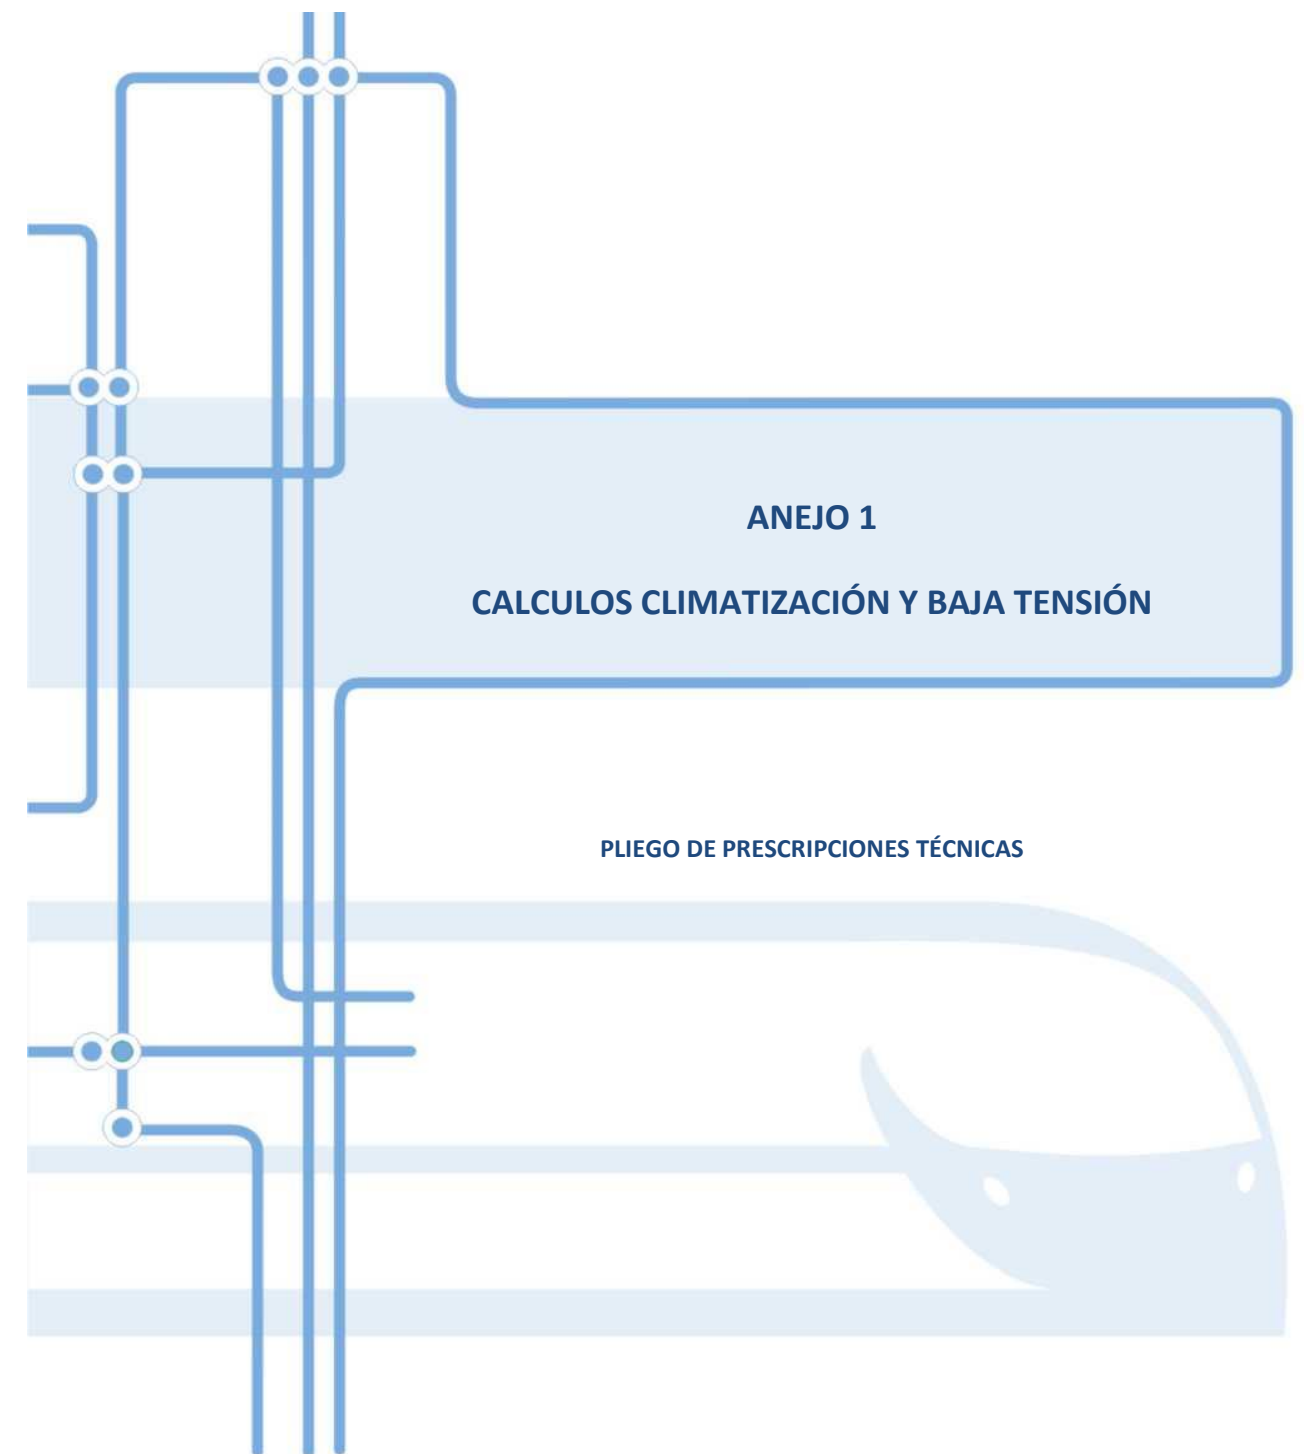 ANEJO 1
CALCULOS CLIMATIZACIÓN Y BAJA TENSIÓN
PLIEGO DE PRESCRIPCIONES TÉCNICAS